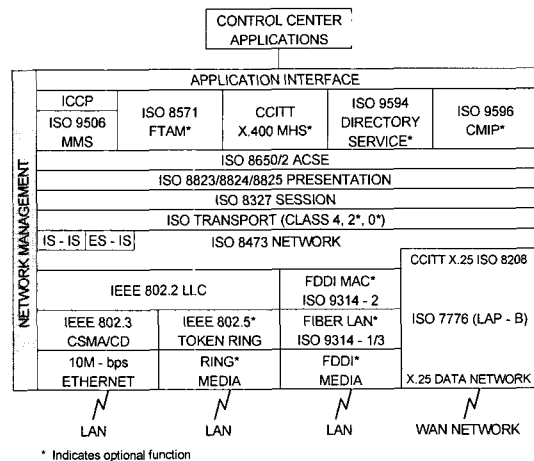 CONTROL CENTER
APPLICATIONS
NETWORK MANAGEMENT
APPLICATION INTERFACE
ICCP
ISO 9506
MMS
ISO 8571
FTAM*
CCITT
X.400 MHS*
ISO 9594
DIRECTORY
SERVICE*
ISO 9596
CMIP*
ISO 8650/2 ACSE
ISO 8823/8824/8825 PRESENTATION
ISO 8327 SESSION
ISO TRANSPORT (CLASS 4, 2*, 0*)
IS - IS
ES - IS
ISO 8473 NETWORK
CCITT X.25 ISO 8208
IEEE 802.2 LLC
FDDI MAC*
ISO 9314 - 2
ISO 7776 (LAP - B)
IEEE 802.3
CSMA/CD
IEEE 802.5*
TOKEN RING
FIBER LAN*
ISO 9314 - 1/3
10M - bps
ETHERNET
RING*
MEDIA
FDDI*
MEDIA
X.25 DATA NETWORK
LAN
LAN
LAN
WAN NETWORK
* Indicates optional function